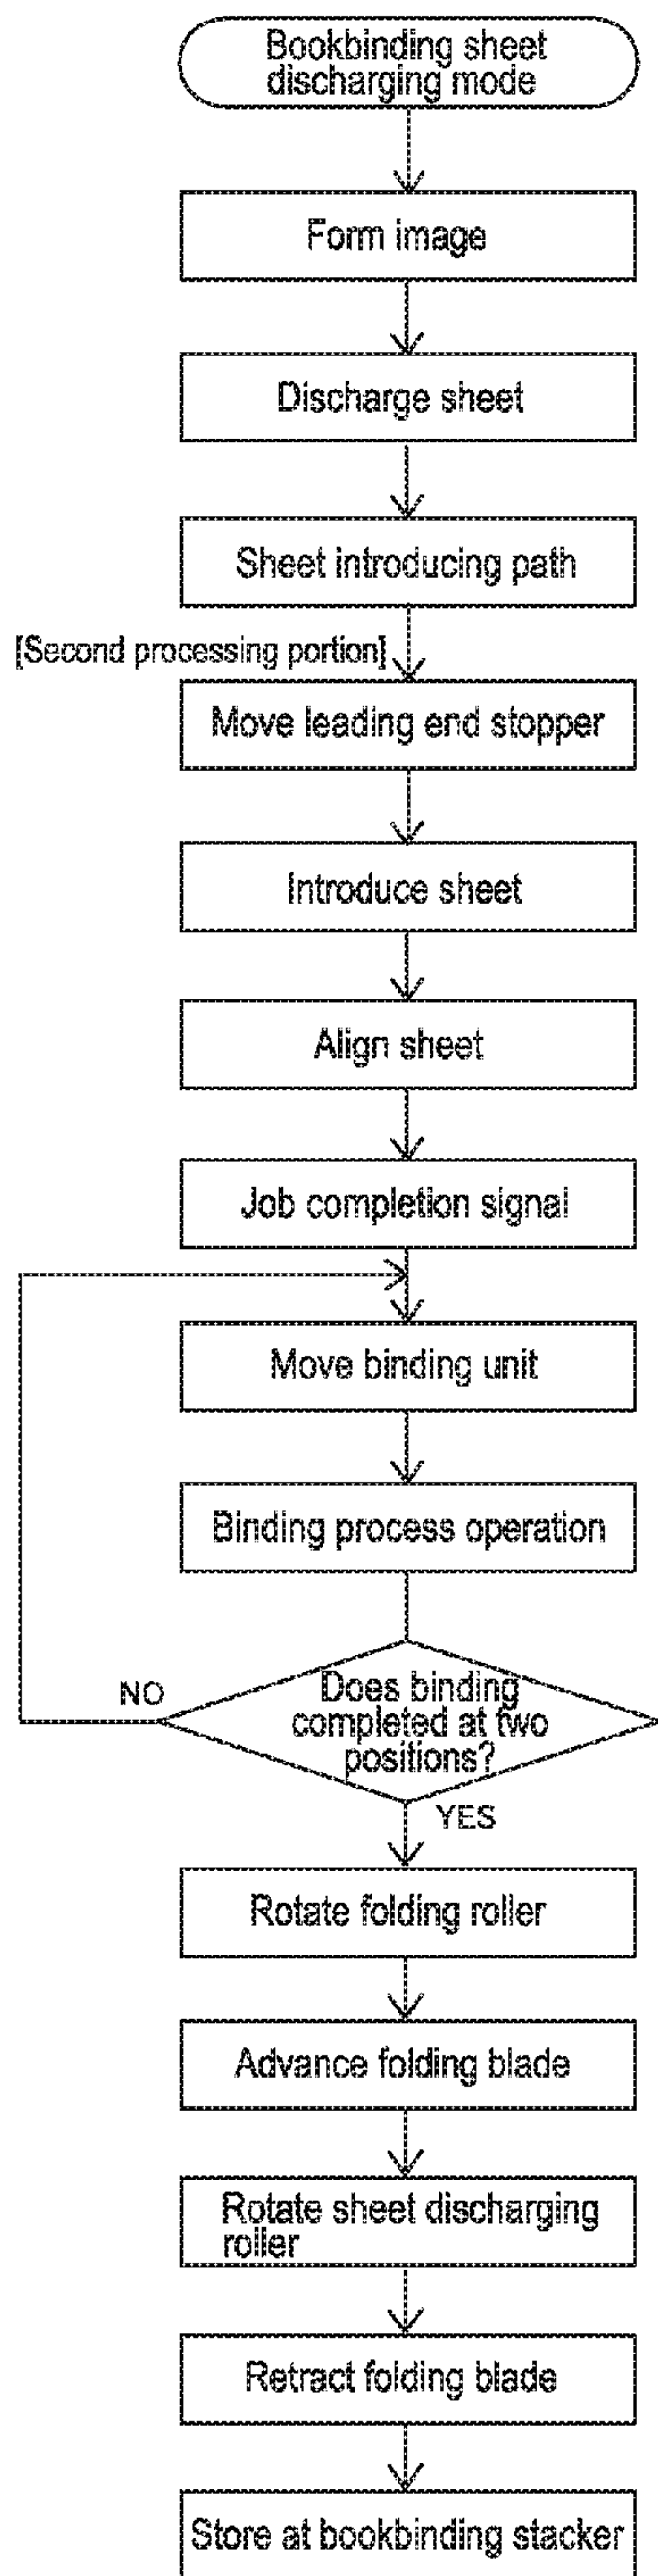 Bookbinding sheet
discharging mode
Form image
Discharge sheet
Sheet introducing path
[Second processing portion]
Move leading end stopper
Introduce sheet
Align sheet
Job completion signal
Move binding unit
Binding process operation
NO
Does binding
completed at two
positions?
YES
Rotate folding roller
Advance folding blade
Rotate sheet discharging
roller
Retract folding blade
Store at bookbinding stacker